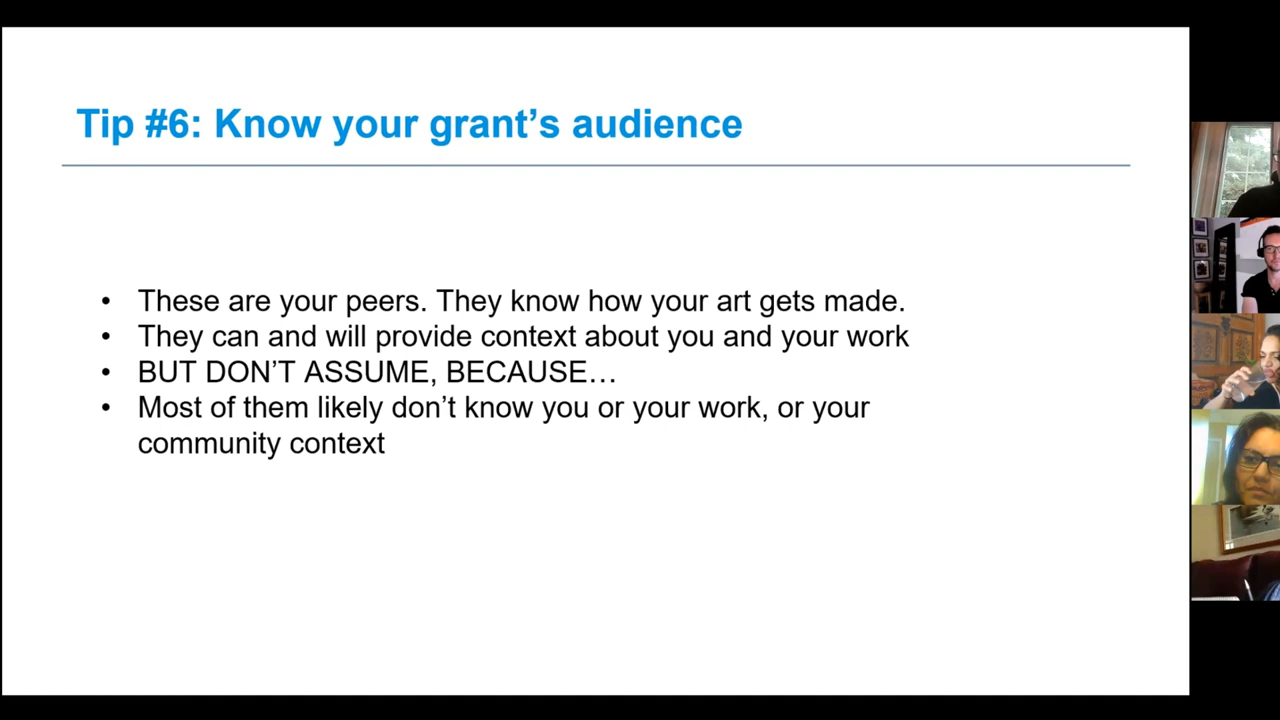 Tip #6: Know your grant’s audience
• These are your peers. They know how your art gets made.
• They can and will provide context about you and your work
• BUT DON’T ASSUME, BECAUSE…
• Most of them likely don’t know you or your work, or your
community context